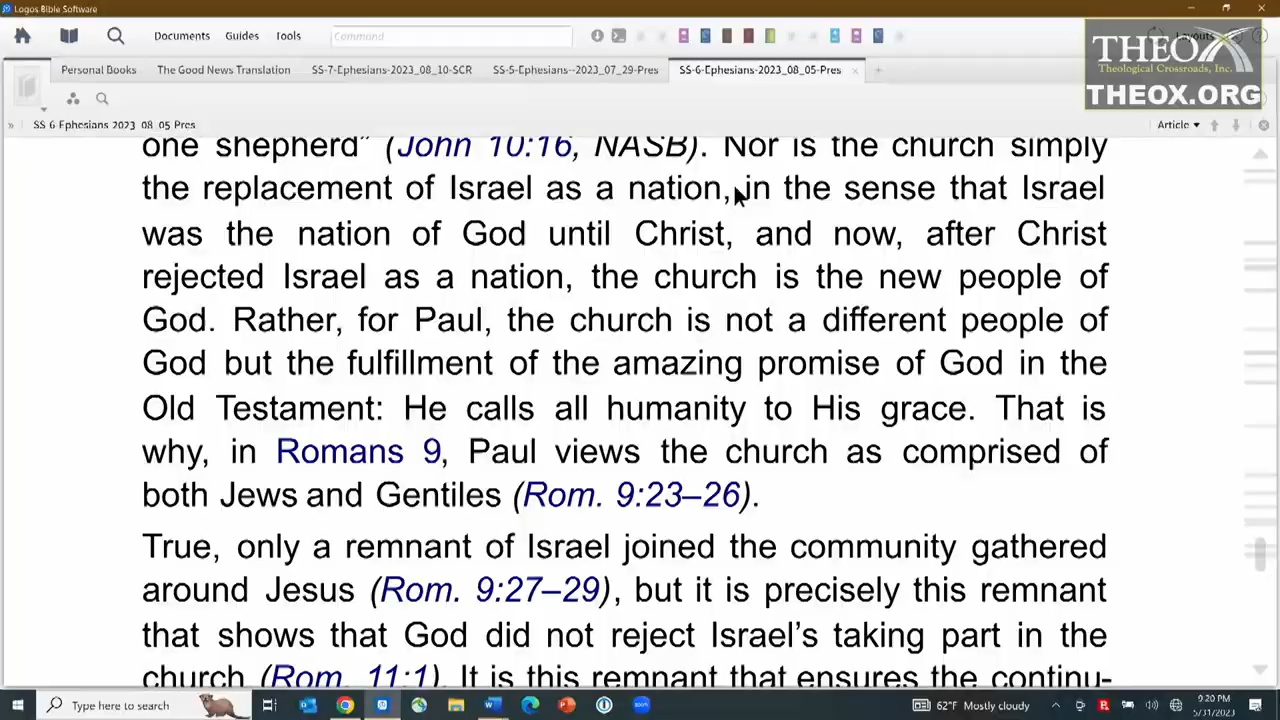 Logos Bible Software
Documents Guides Tools Command Layouts
THEOX
Theological Crossroads, Inc.
THEOX.ORG
Personal Books The Good News Translation SS-7-Ephesians-2023_08_12-a-SCR SS-5-Ephesians--2023_07_29-Pres SS-6-Ephesians-2023_08_05-Pres × +
» SS-6-Ephesians-2023_08_05-Pres Article
one shepherd” (John 10:16, NASB). Nor is the church simply
the replacement of Israel as a nation, in the sense that Israel
was the nation of God until Christ, and now, after Christ
rejected Israel as a nation, the church is the new people of
God. Rather, for Paul, the church is not a different people of
God but the fulfillment of the amazing promise of God in the
Old Testament: He calls all humanity to His grace. That is
why, in Romans 9, Paul views the church as comprised of
both Jews and Gentiles (Rom. 9:23–26).
True, only a remnant of Israel joined the community gathered
around Jesus (Rom. 9:27–29), but it is precisely this remnant
that shows that God did not reject Israel’s taking part in the
church (Rom. 11:1). It is this remnant that ensures the continu-
Type here to search 62°F Mostly cloudy 9:20 PM
5/31/2023